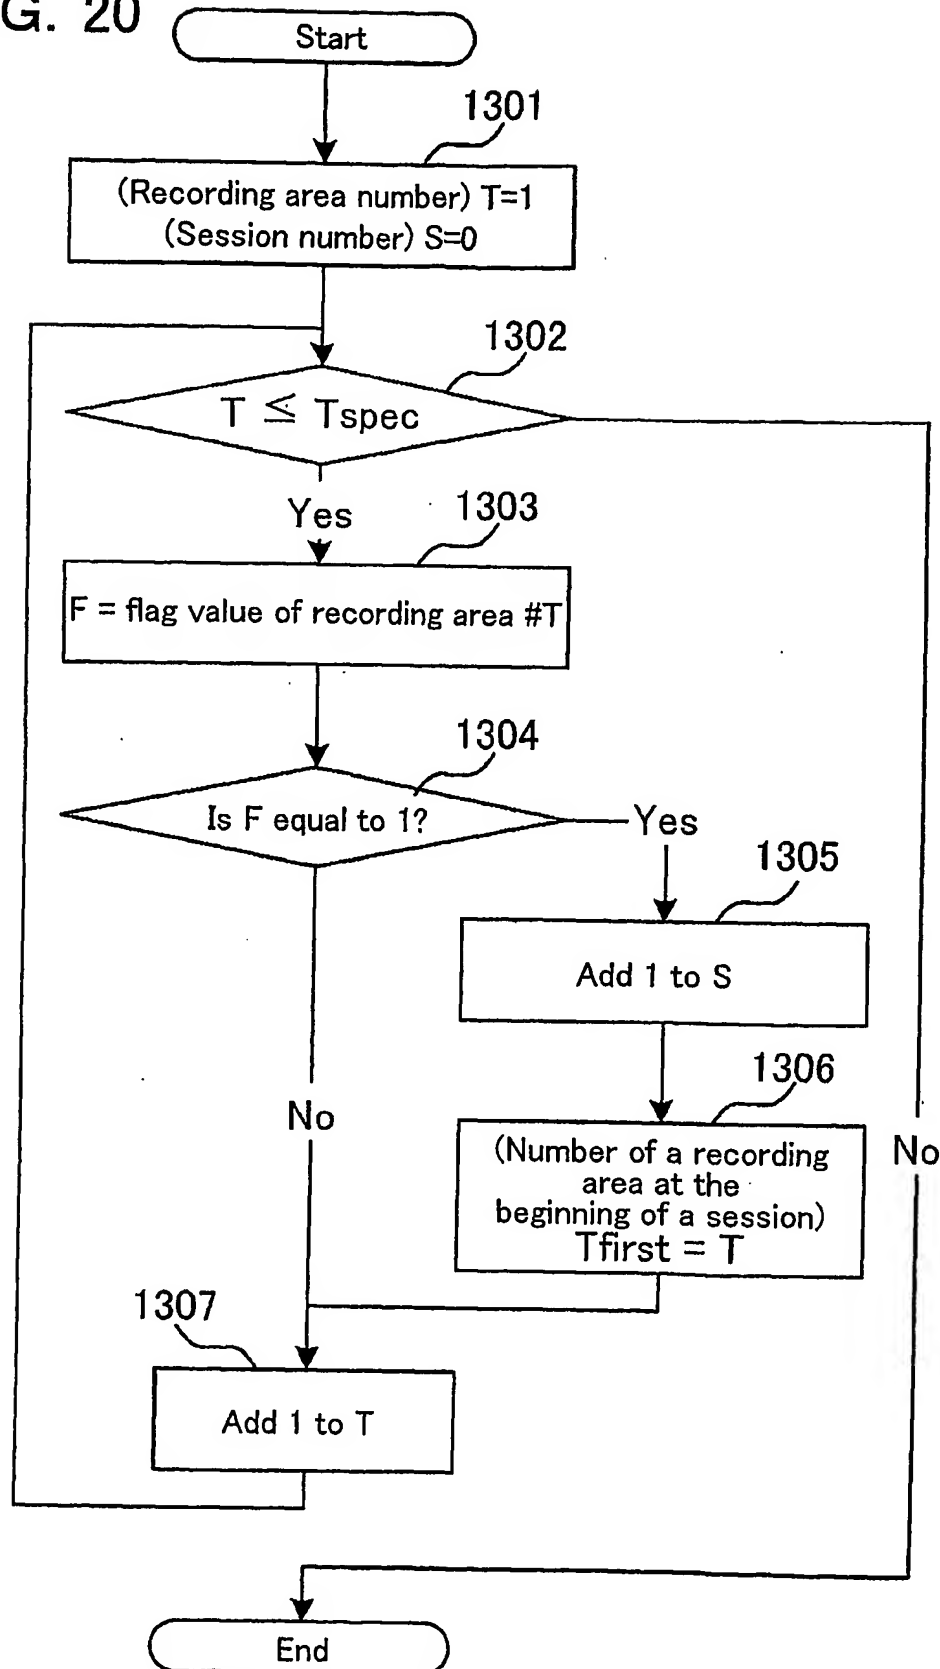 G. 20
Start
1301
(Recording area number) T=1
(Session number) S=0
1302
T ≦ Tspec
Yes
1303
F = flag value of recording area #T
1304
Is F equal to 1?
Yes
1305
Add 1 to S
1306
No
(Number of a recording
area at the
beginning of a session)
Tfirst = T
No
1307
Add 1 to T
End